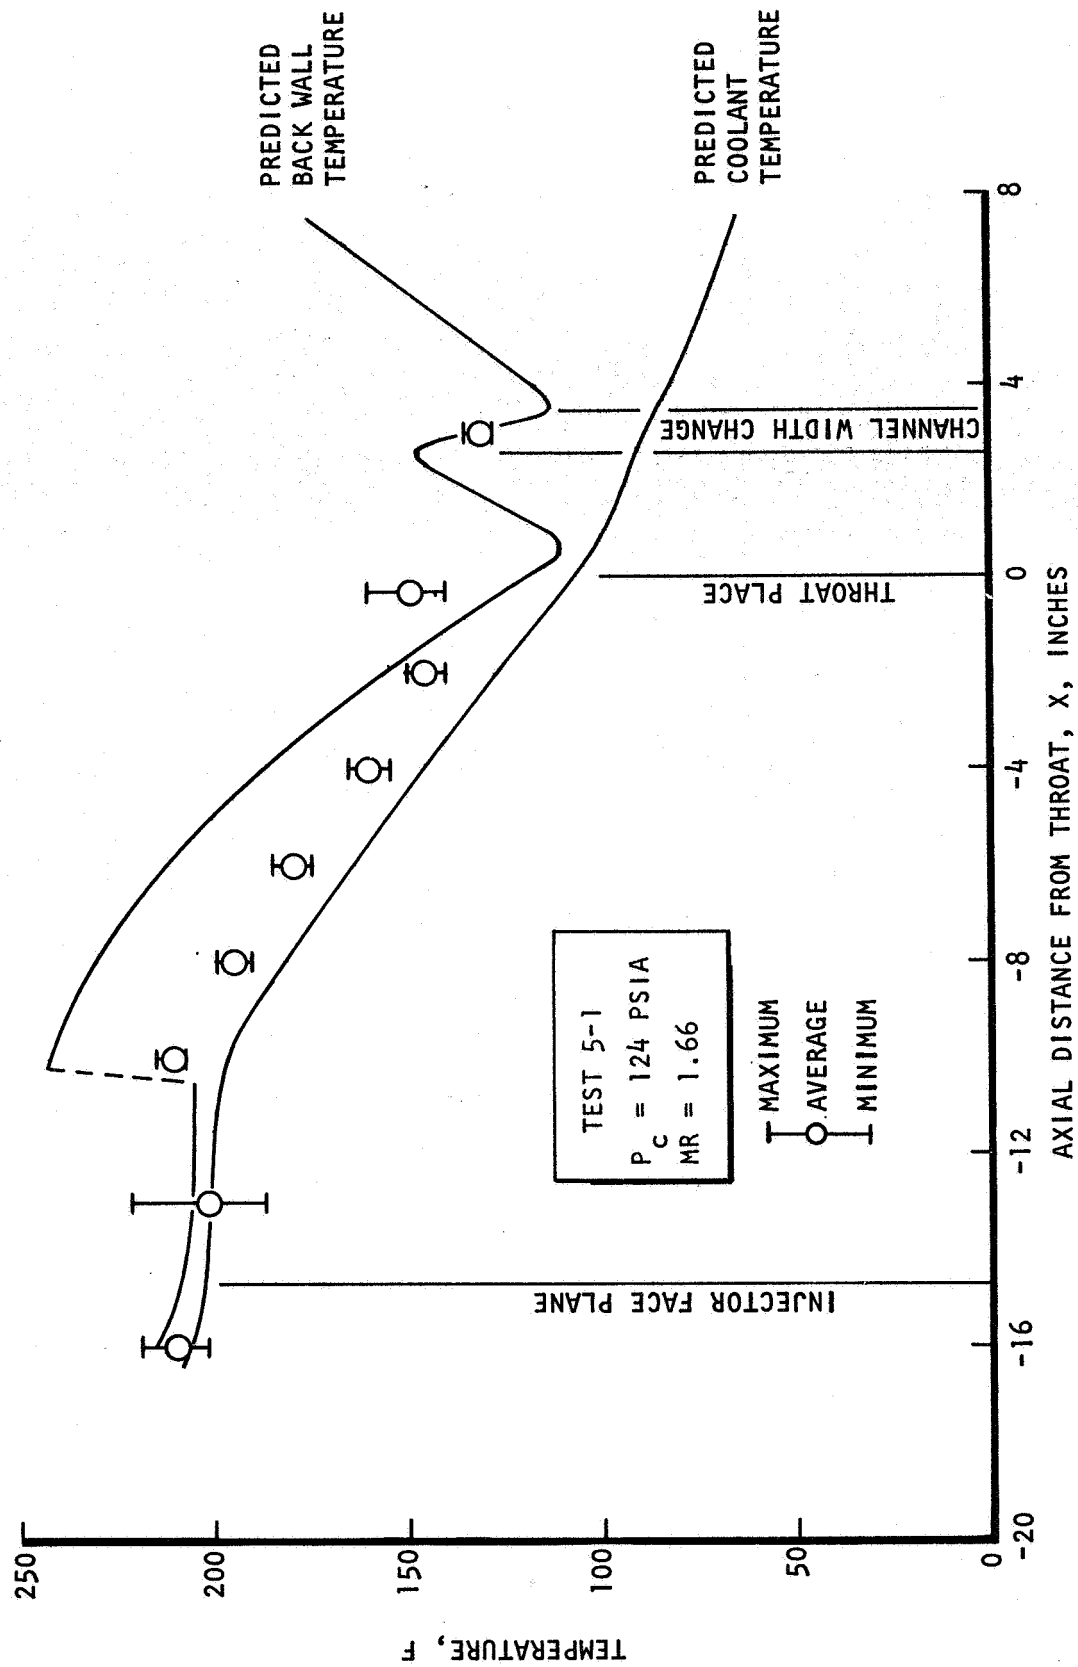 PREDICTED
BACK WALL
TEMPERATURE
PREDICTED
COOLANT
TEMPERATURE
TEMPERATURE, F
250
200
150
100
50
0
INJECTOR FACE PLANE
THROAT PLACE
CHANNEL WIDTH CHANGE
TEST 5-1
Pc = 124 PSIA
MR = 1.66
MAXIMUM
AVERAGE
MINIMUM
-20
-16
-12
-8
-4
0
4
8
AXIAL DISTANCE FROM THROAT, X, INCHES